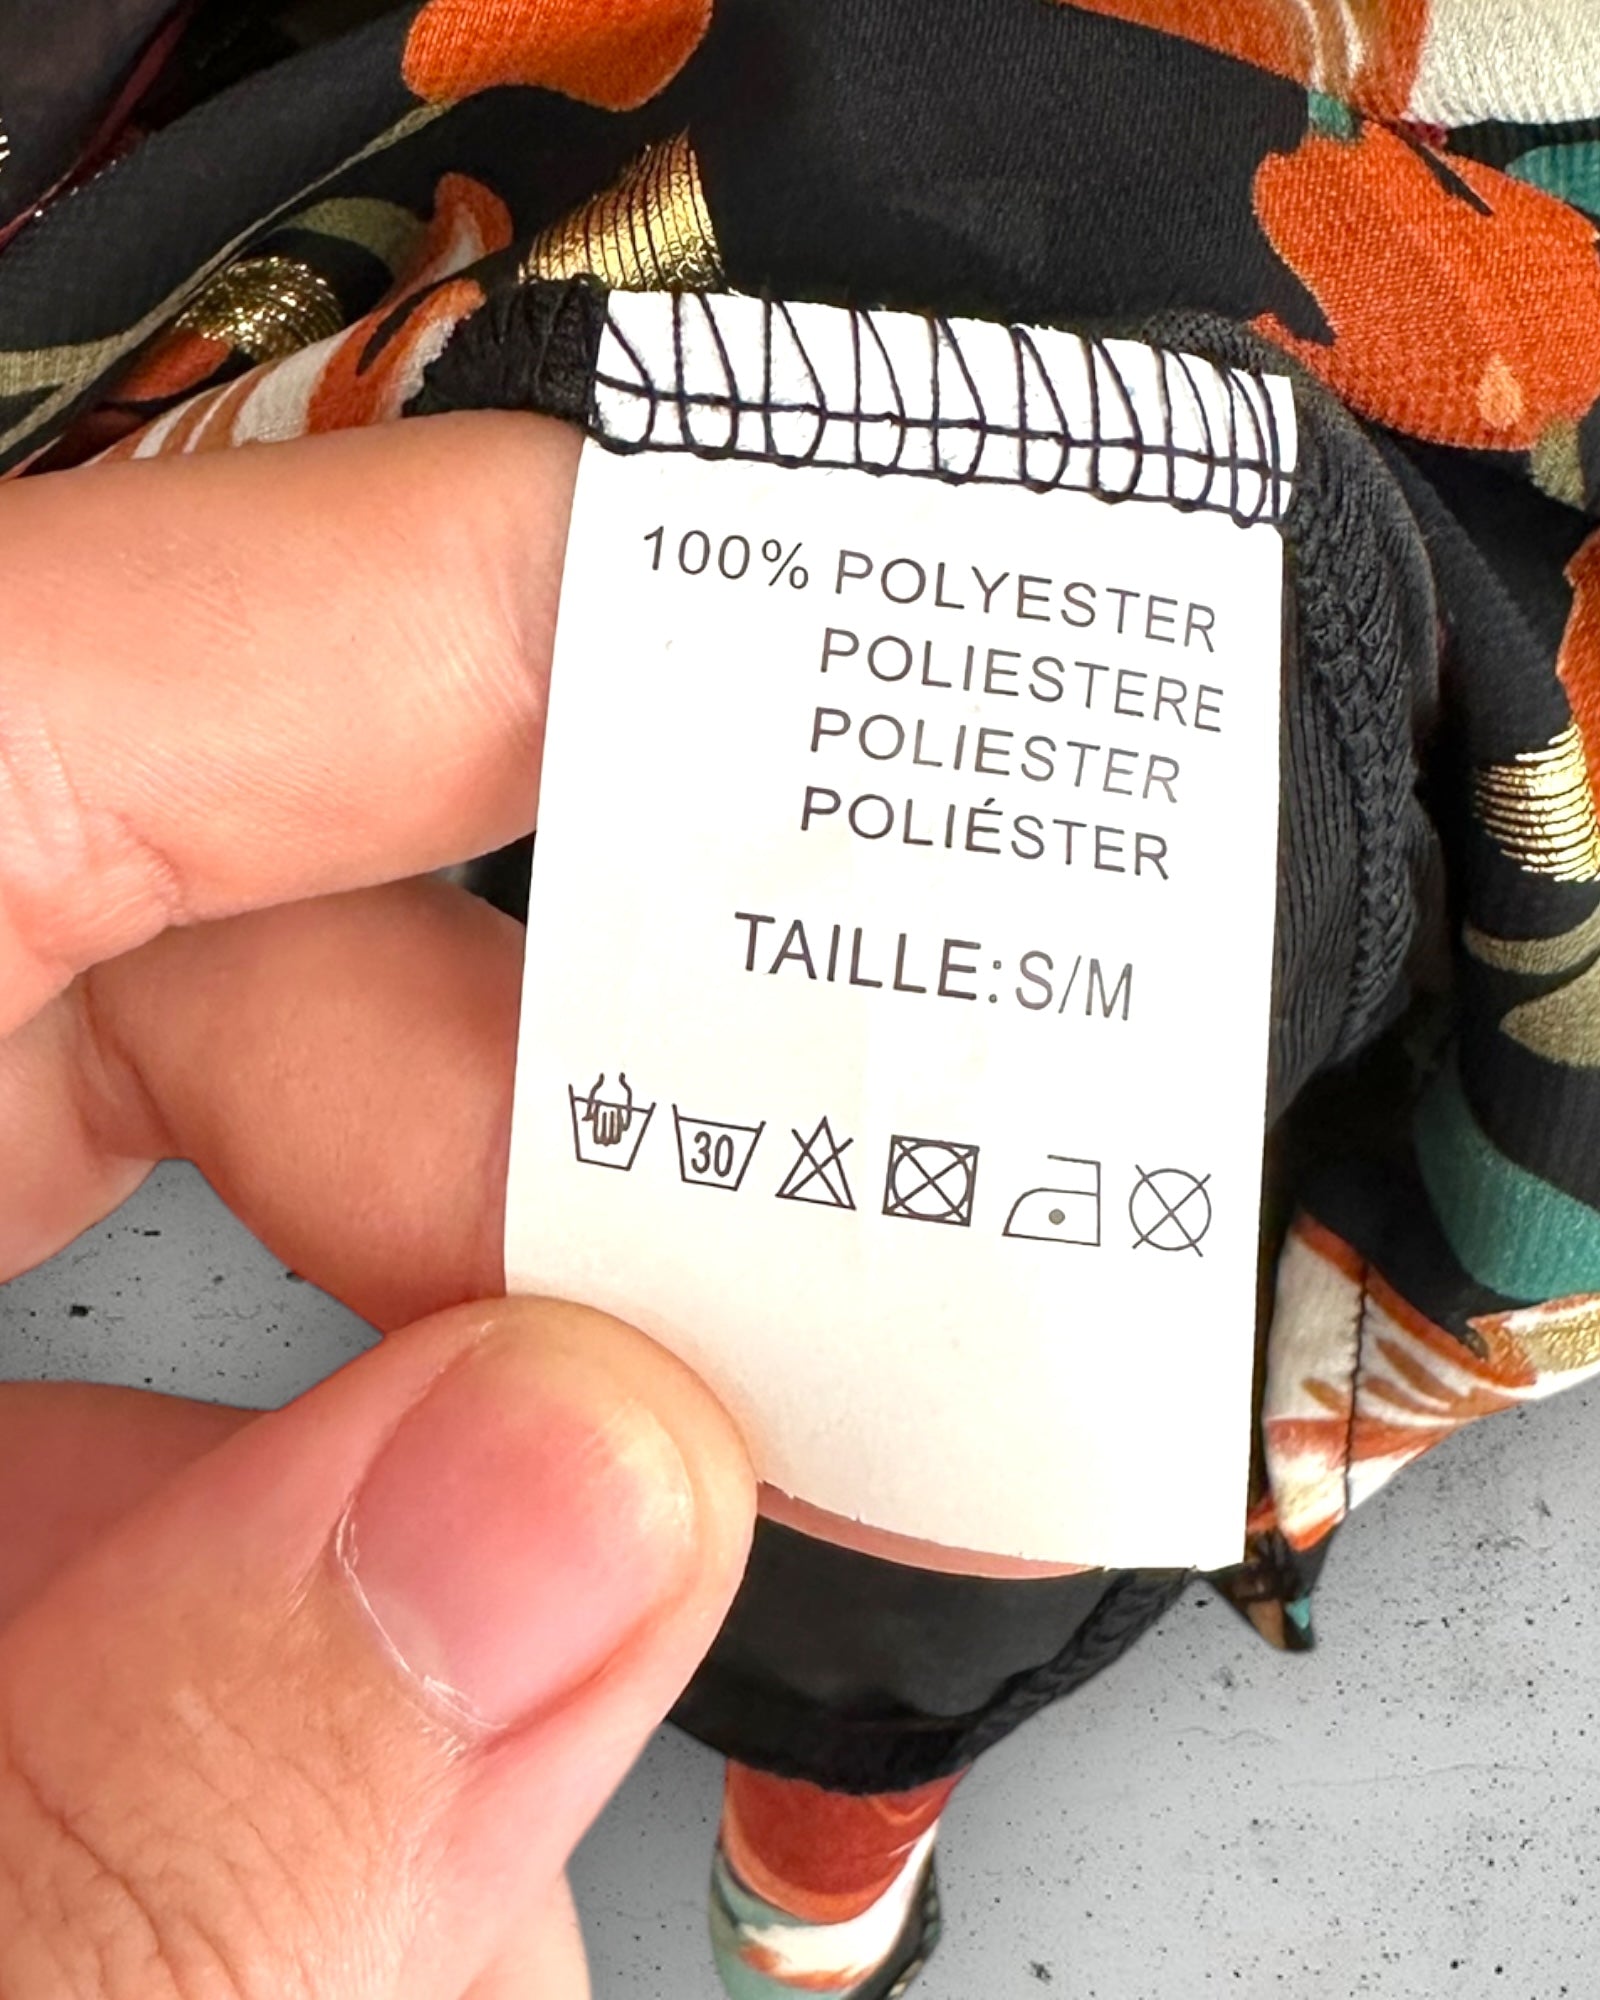 100% POLYESTER
POLIESTERE
POLIESTER
POLIÉSTER
TAILLE: S/M
30